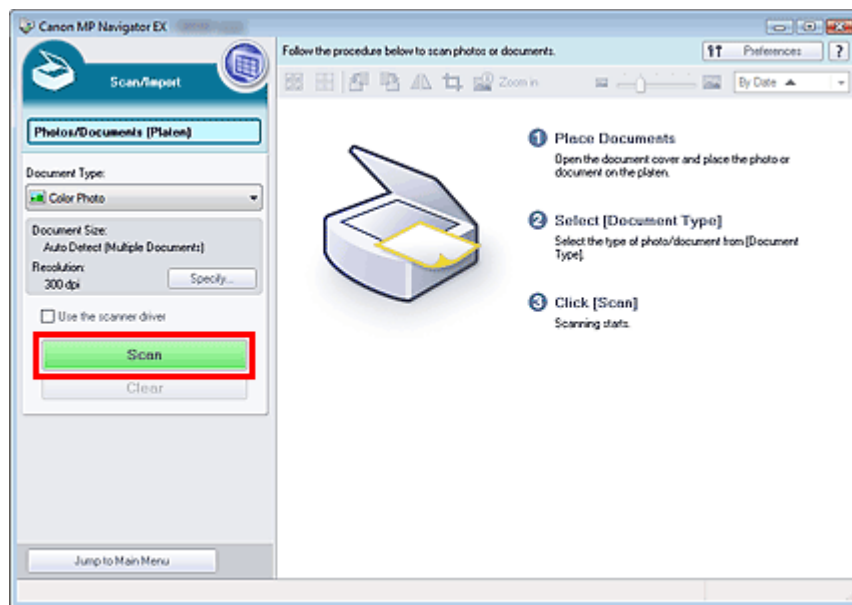 Canon MP Navigator EX
Scan/Import
Photos/Documents (Platen)
Document Type:
Color Photo
Document Size:
Auto Detect (Multiple Documents)
Resolution:
300 dpi
Specify...
Use the scanner driver
Scan
Clear
Jump to Main Menu
Follow the procedure below to scan photos or documents.
Preferences
?
Zoom in
By Date
1 Place Documents
Open the document cover and place the photo or
document on the platen.
2 Select [Document Type]
Select the type of photo/document from [Document
Type].
3 Click [Scan]
Scanning starts.